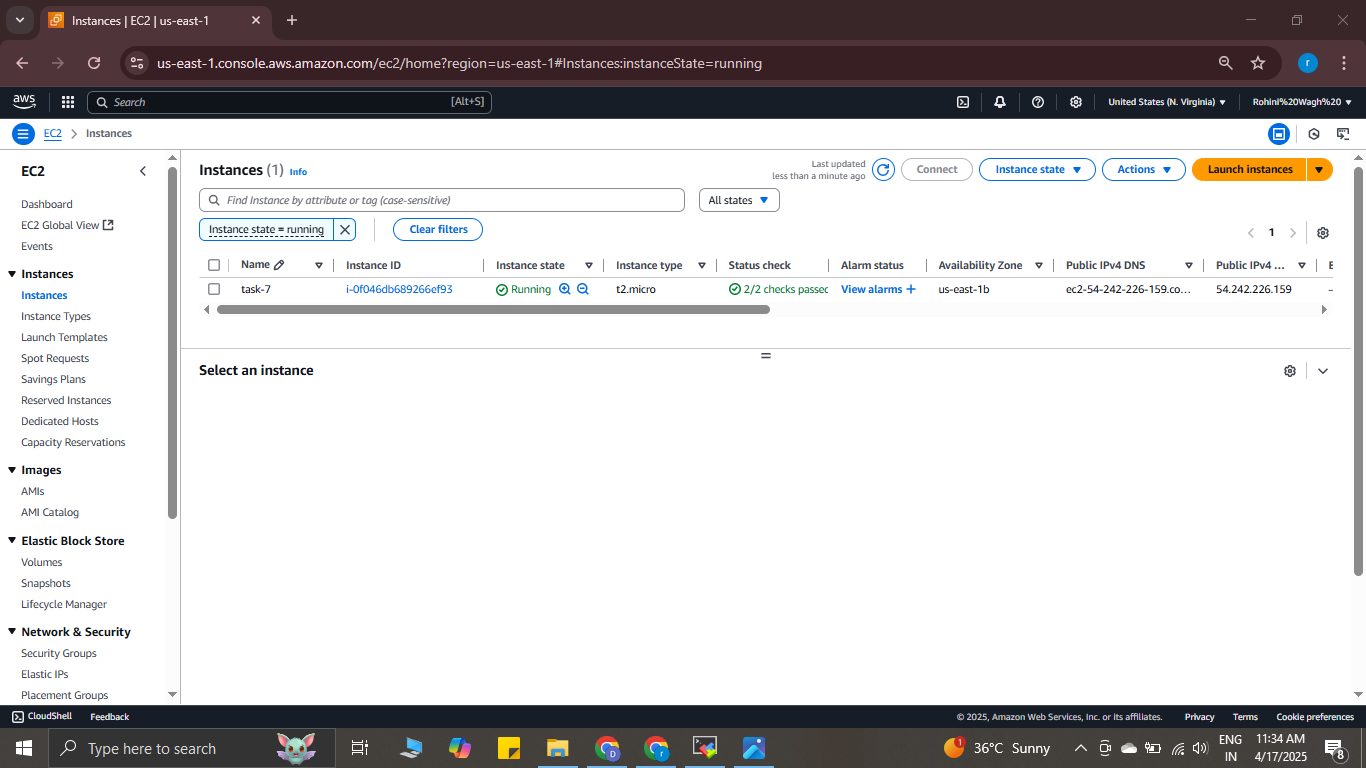 Instances | EC2 | us-east-1
us-east-1.console.aws.amazon.com/ec2/home?region=us-east-1#Instances:instanceState=running
r
aws
Search [Alt+S]
United States (N. Virginia) Rohini%20Wagh%20
EC2 > Instances
EC2
Dashboard
EC2 Global View
Events
Instances
Instances
Instance Types
Launch Templates
Spot Requests
Savings Plans
Reserved Instances
Dedicated Hosts
Capacity Reservations
Images
AMIs
AMI Catalog
Elastic Block Store
Volumes
Snapshots
Lifecycle Manager
Network & Security
Security Groups
Elastic IPs
Placement Groups
Instances (1) Info
Last updated
less than a minute ago
Connect Instance state Actions Launch instances
Find Instance by attribute or tag (case-sensitive) All states
Instance state = running Clear filters
1
Name Instance ID Instance state Instance type Status check Alarm status Availability Zone Public IPv4 DNS Public IPv4 ... E
task-7 i-0f046db689266ef93 Running t2.micro 2/2 checks passed View alarms + us-east-1b ec2-54-242-226-159.co... 54.242.226.159 –
Select an instance
CloudShell Feedback © 2025, Amazon Web Services, Inc. or its affiliates. Privacy Terms Cookie preferences
Type here to search
D
r
1
36°C Sunny
ENG
IN
11:34 AM
4/17/2025
8